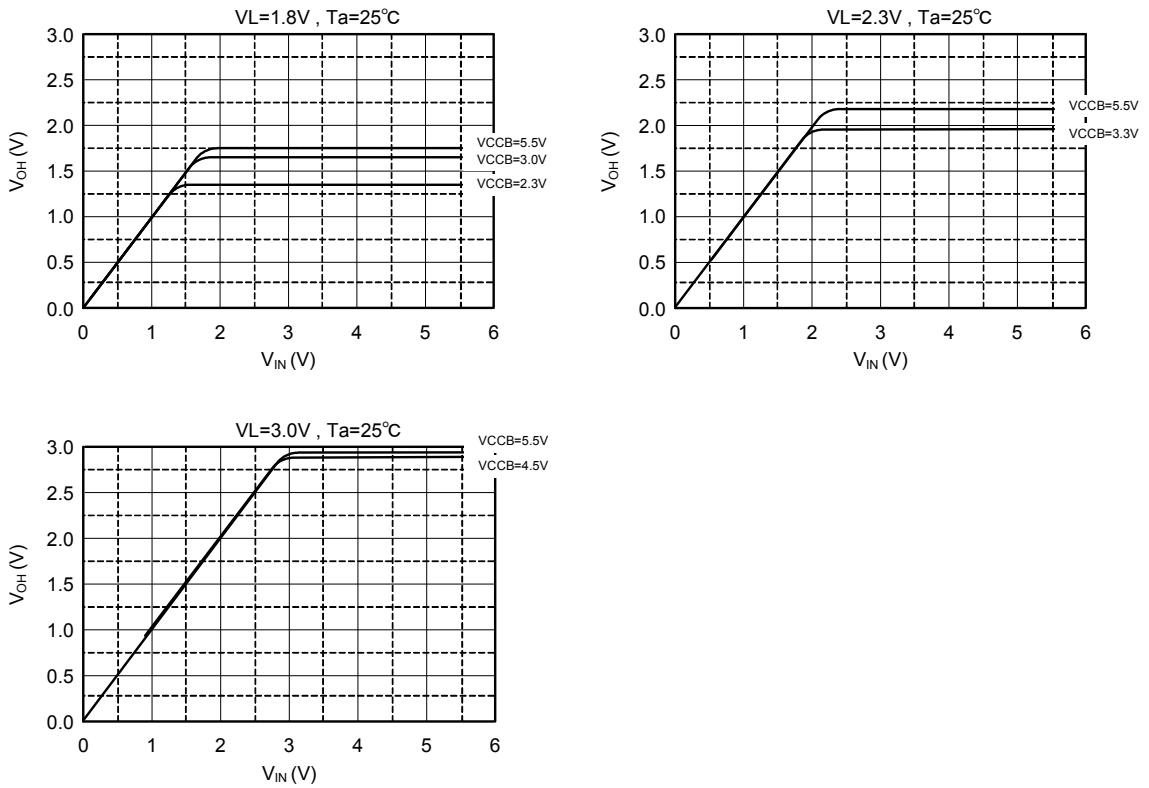 VL=1.8V , Ta=25°C
3.0
2.5
2.0
1.5
1.0
0.5
0.0
VOH (V)
VCCB=5.5V
VCCB=3.0V
VCCB=2.3V
0 1 2 3 4 5 6
VIN (V)
VL=2.3V , Ta=25°C
3.0
2.5
2.0
1.5
1.0
0.5
0.0
VOH (V)
VCCB=5.5V
VCCB=3.3V
0 1 2 3 4 5 6
VIN (V)
VL=3.0V , Ta=25°C
3.0
2.5
2.0
1.5
1.0
0.5
0.0
VOH (V)
VCCB=5.5V
VCCB=4.5V
0 1 2 3 4 5 6
VIN (V)